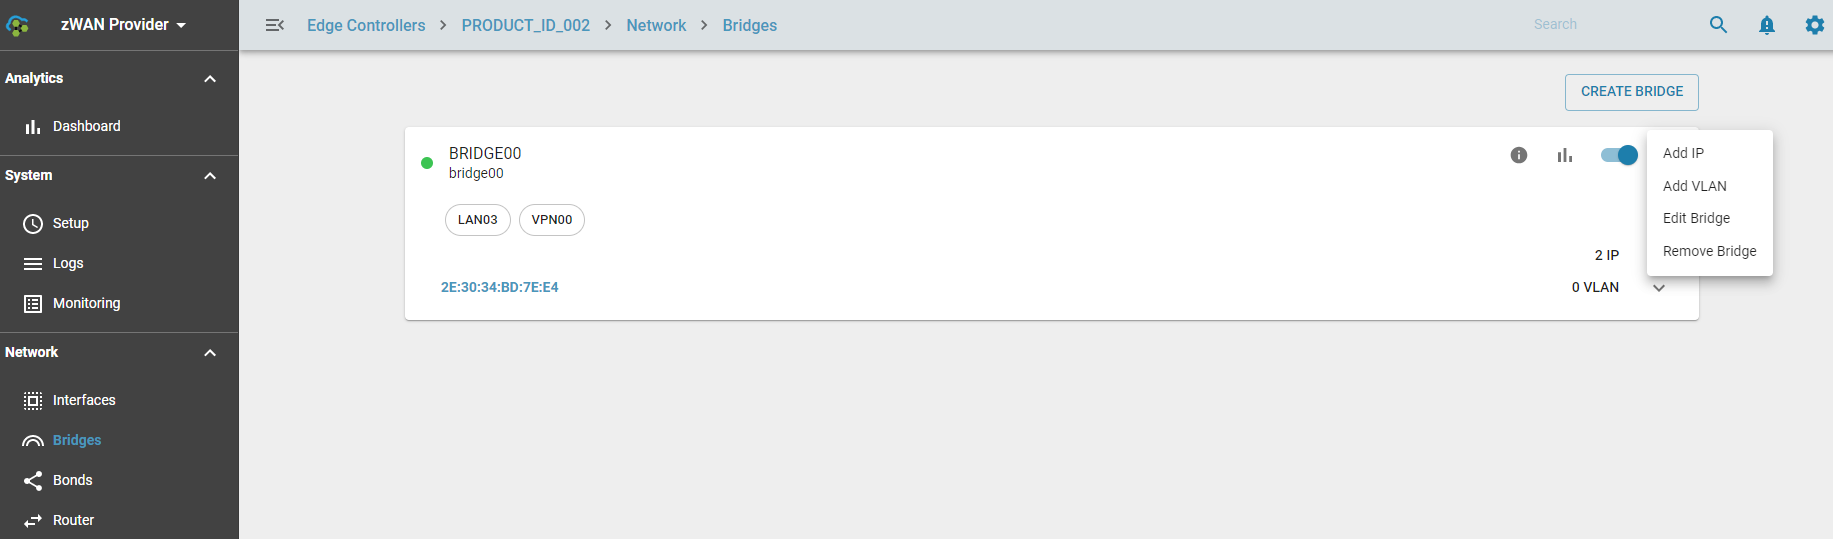 zWAN Provider
Edge Controllers > PRODUCT_ID_002 > Network > Bridges
Search
Analytics
Dashboard
System
Setup
Logs
Monitoring
Network
Interfaces
Bridges
Bonds
Router
CREATE BRIDGE
BRIDGE00
bridge00
LAN03 VPN00
2 IP
2E:30:34:BD:7E:E4
0 VLAN
Add IP
Add VLAN
Edit Bridge
Remove Bridge